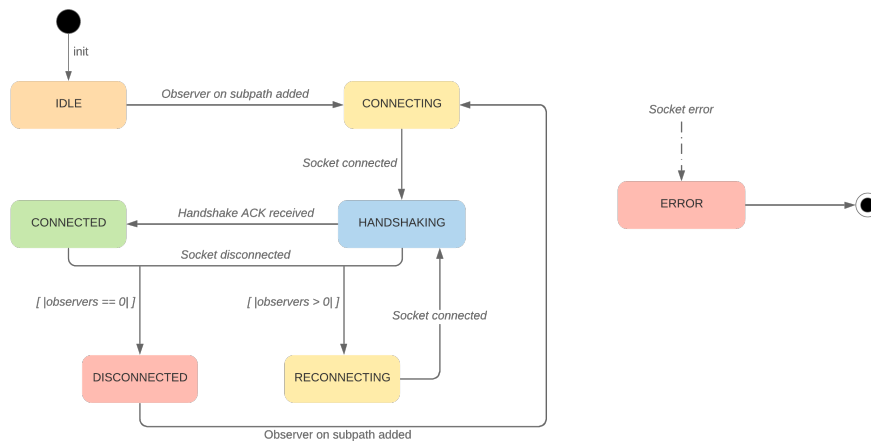 init
IDLE
Observer on subpath added
CONNECTING
Socket error
Socket connected
ERROR
CONNECTED
Handshake ACK received
HANDSHAKING
Socket disconnected
[ |observers == 0| ]
[ |observers > 0| ]
Socket connected
DISCONNECTED
RECONNECTING
Observer on subpath added